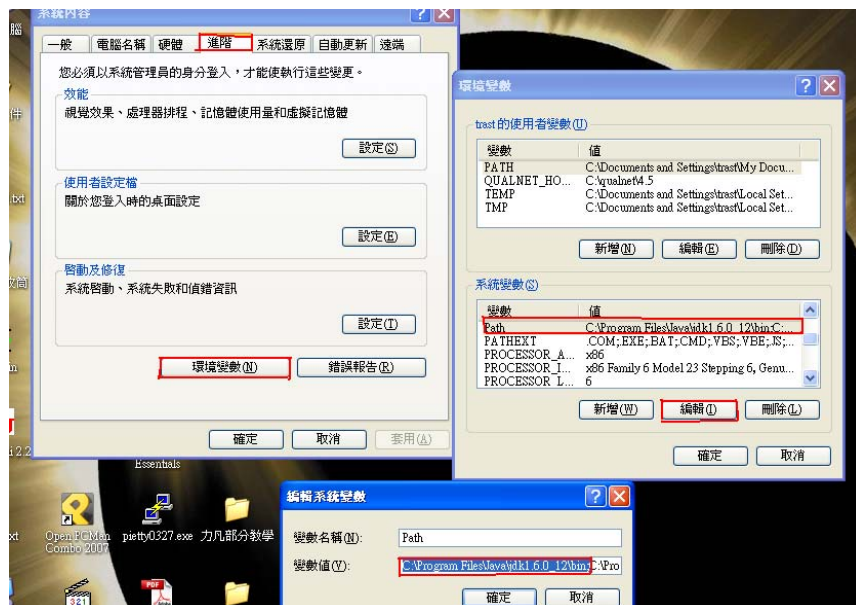 系統內容
一般 電腦名稱 硬體 進階 系統還原 自動更新 遠端
您必須以系統管理員的身分登入，才能使執行這些變更。
效能
視覺效果、處理器排程、記憶體使用量和虛擬記憶體
設定(S)
使用者設定檔
關於您登入時的桌面設定
設定(E)
啓動及修復
系統啓動、系統失敗和偵錯資訊
設定(T)
環境變數(N) 錯誤報告(R)
確定 取消 套用(A)
環境變數
trast 的使用者變數(U)
變數 值
PATH C:\Documents and Settings\trast\My Docu...
QUALNET_HO... C:\qualnet\4.5
TEMP C:\Documents and Settings\trast\Local Set...
TMP C:\Documents and Settings\trast\Local Set...
新增(N) 編輯(E) 刪除(D)
系統變數(S)
變數 值
Path C:\Program Files\Java\jdk1.6.0_12\bin;C:...
PATHEXT .COM;.EXE;.BAT;.CMD;.VBS;.VBE;.JS;...
PROCESSOR_A... x86
PROCESSOR_I... x86 Family 6 Model 23 Stepping 6, Genu...
PROCESSOR_L... 6
新增(W) 編輯(I) 刪除(L)
確定 取消
Essentials
Open PCMan Combo 2007
pietty0327.exe
力凡部分教學
321
PDF
編輯系統變數
變數名稱(N): Path
變數值(V): C:\Program Files\Java\jdk1.6.0_12\bin;C:\Pro
確定 取消